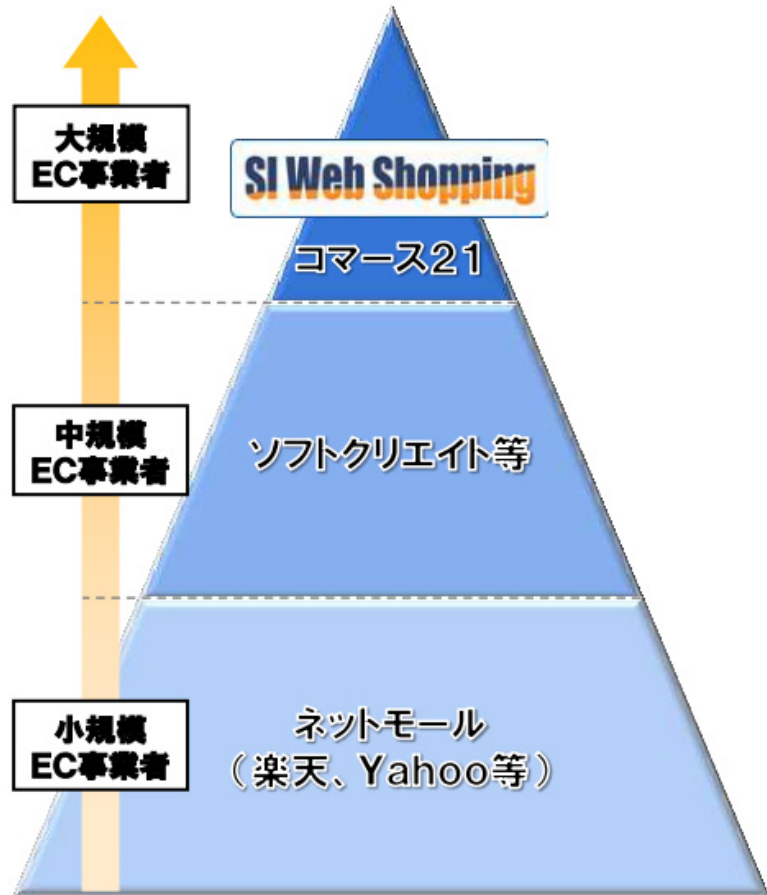 大規模
EC事業者
SI Web Shopping
コマース21
中規模
EC事業者
ソフトクリエイト等
小規模
EC事業者
ネットモール
(楽天、Yahoo等)